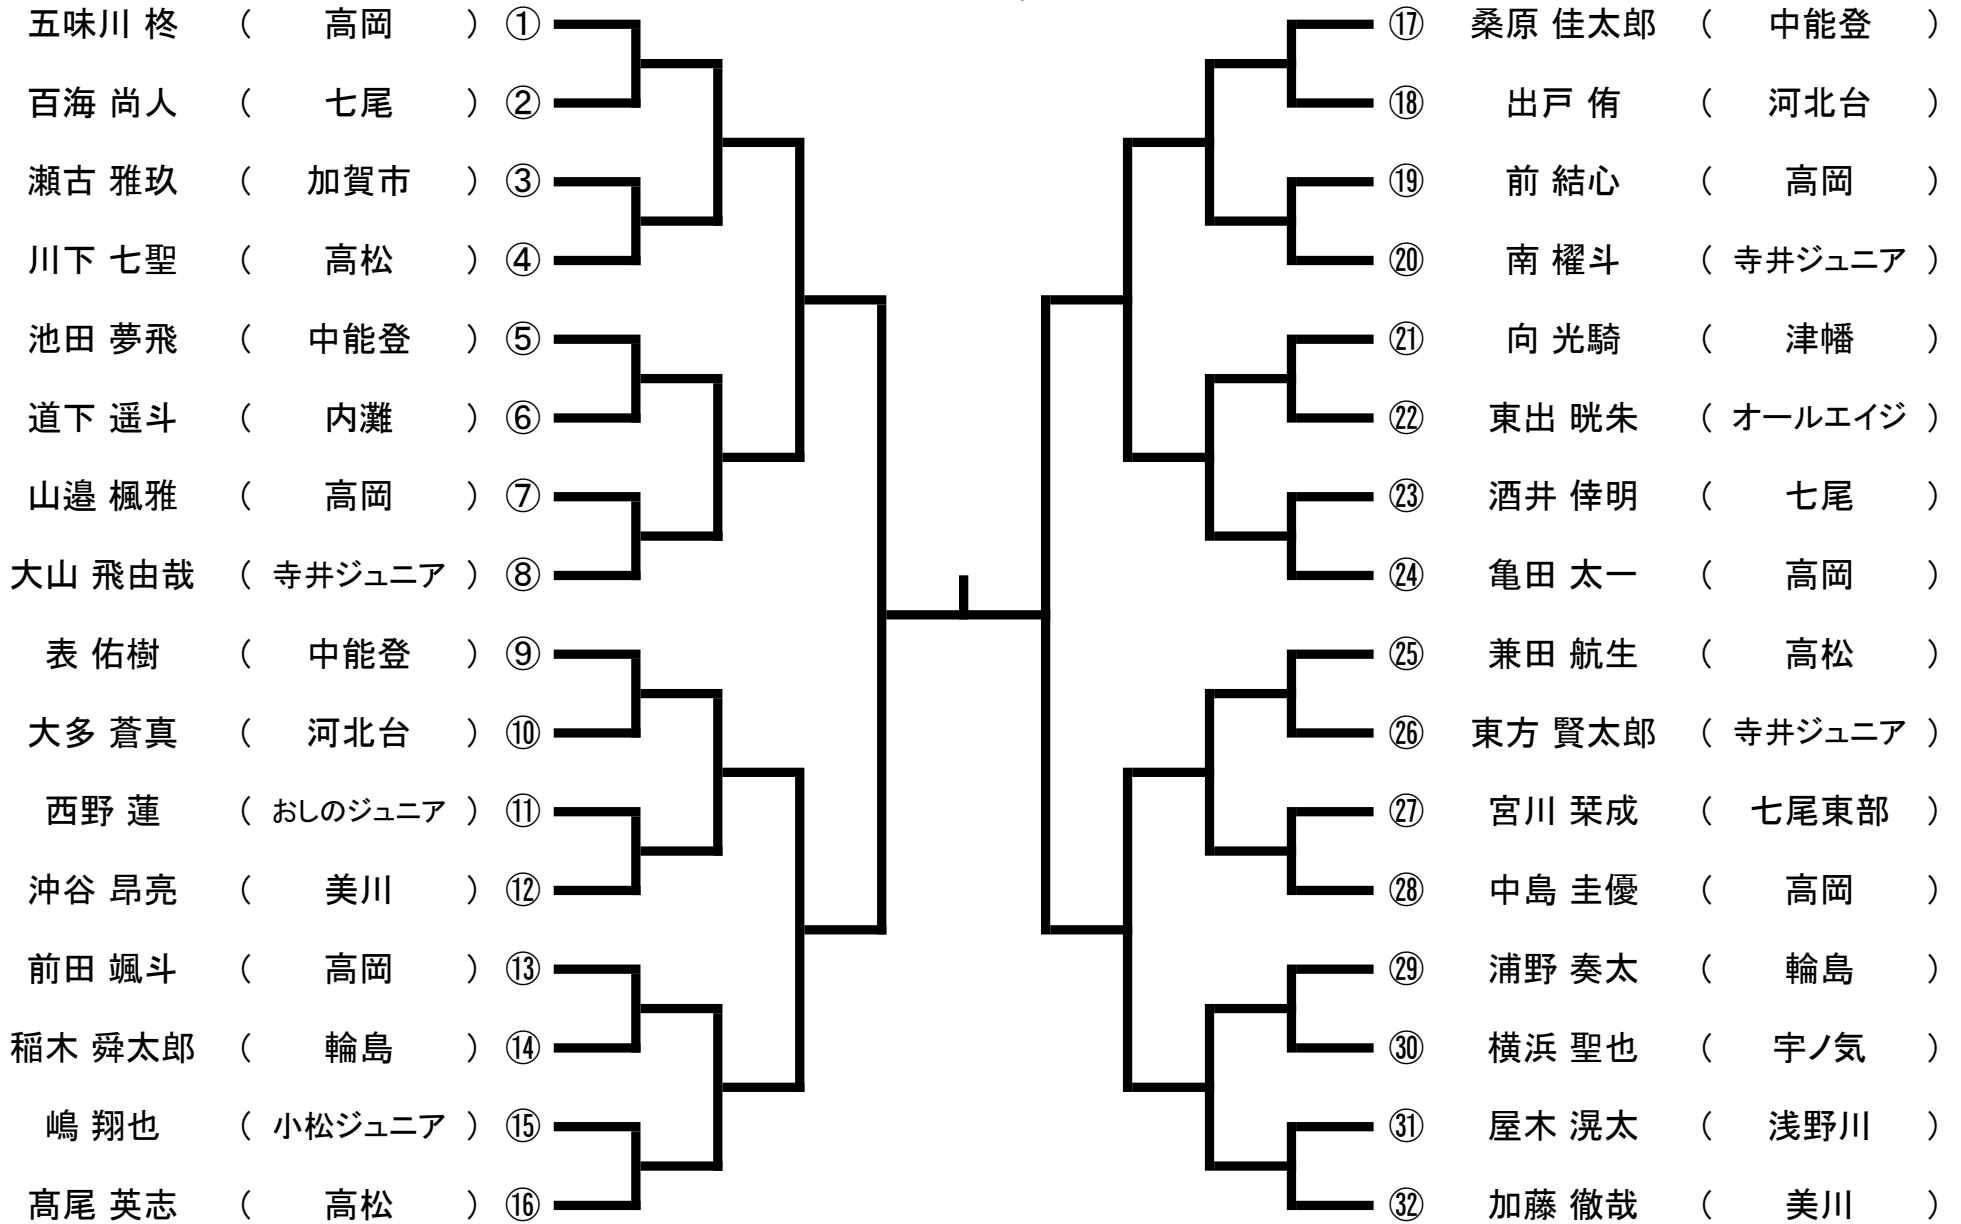 五味川 柊 ( 高岡 ) ① ⑰ 桑原 佳太郎 ( 中能登 )
百海 尚人 ( 七尾 ) ② ⑱ 出戸 侑 ( 河北台 )
瀬古 雅玖 ( 加賀市 ) ③ ⑲ 前 結心 ( 高岡 )
川下 七聖 ( 高松 ) ④ ⑳ 南 櫂斗 ( 寺井ジュニア )
池田 夢飛 ( 中能登 ) ⑤ ㉑ 向 光騎 ( 津幡 )
道下 遥斗 ( 内灘 ) ⑥ ㉒ 東出 晄朱 ( オールエイジ )
山邉 楓雅 ( 高岡 ) ⑦ ㉓ 酒井 倖明 ( 七尾 )
大山 飛由哉 ( 寺井ジュニア ) ⑧ ㉔ 亀田 太一 ( 高岡 )
表 佑樹 ( 中能登 ) ⑨ ㉕ 兼田 航生 ( 高松 )
大多 蒼真 ( 河北台 ) ⑩ ㉖ 東方 賢太郎 ( 寺井ジュニア )
西野 蓮 ( おしのジュニア ) ⑪ ㉗ 宮川 栞成 ( 七尾東部 )
沖谷 昂亮 ( 美川 ) ⑫ ㉘ 中島 圭優 ( 高岡 )
前田 颯斗 ( 高岡 ) ⑬ ㉙ 浦野 奏太 ( 輪島 )
稲木 舜太郎 ( 輪島 ) ⑭ ㉚ 横浜 聖也 ( 宇ノ気 )
嶋 翔也 ( 小松ジュニア ) ⑮ ㉛ 屋木 滉太 ( 浅野川 )
髙尾 英志 ( 高松 ) ⑯ ㉜ 加藤 徹哉 ( 美川 )